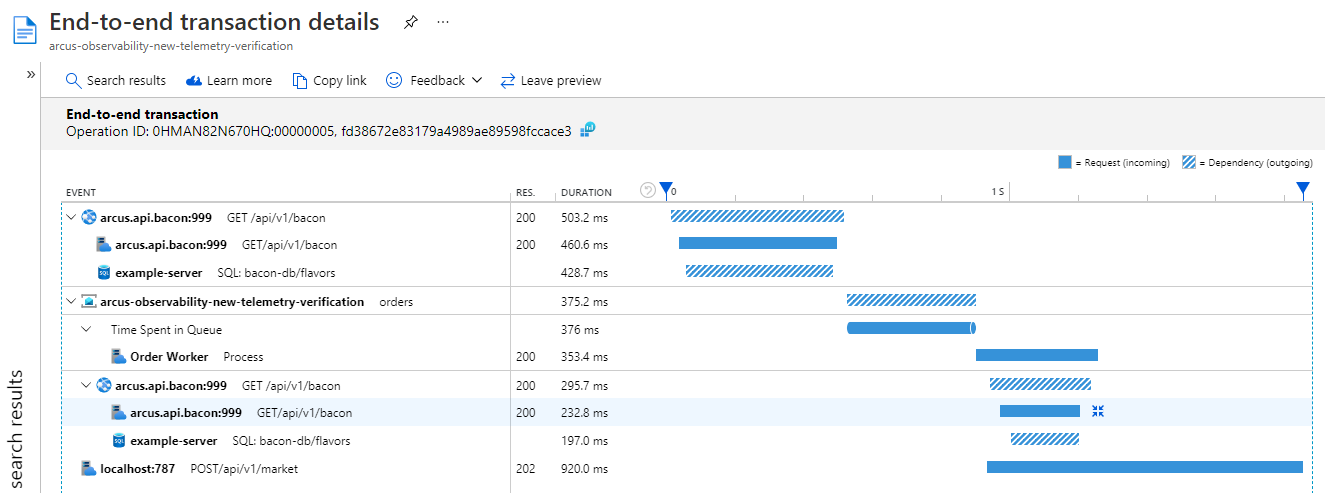 End-to-end transaction details
arcus-observability-new-telemetry-verification
Search results Learn more Copy link Feedback Leave preview
End-to-end transaction
Operation ID: 0HMAN82N670HQ:00000005, fd38672e83179a4989ae89598fccace3
= Request (incoming) = Dependency (outgoing)
EVENT RES. DURATION 0 1 S
arcus.api.bacon:999 GET /api/v1/bacon 200 503.2 ms
arcus.api.bacon:999 GET/api/v1/bacon 200 460.6 ms
SQL example-server SQL: bacon-db/flavors 428.7 ms
arcus-observability-new-telemetry-verification orders 375.2 ms
Time Spent in Queue 376 ms
Order Worker Process 200 353.4 ms
arcus.api.bacon:999 GET /api/v1/bacon 200 295.7 ms
arcus.api.bacon:999 GET/api/v1/bacon 200 232.8 ms
SQL example-server SQL: bacon-db/flavors 197.0 ms
localhost:787 POST/api/v1/market 202 920.0 ms
search results